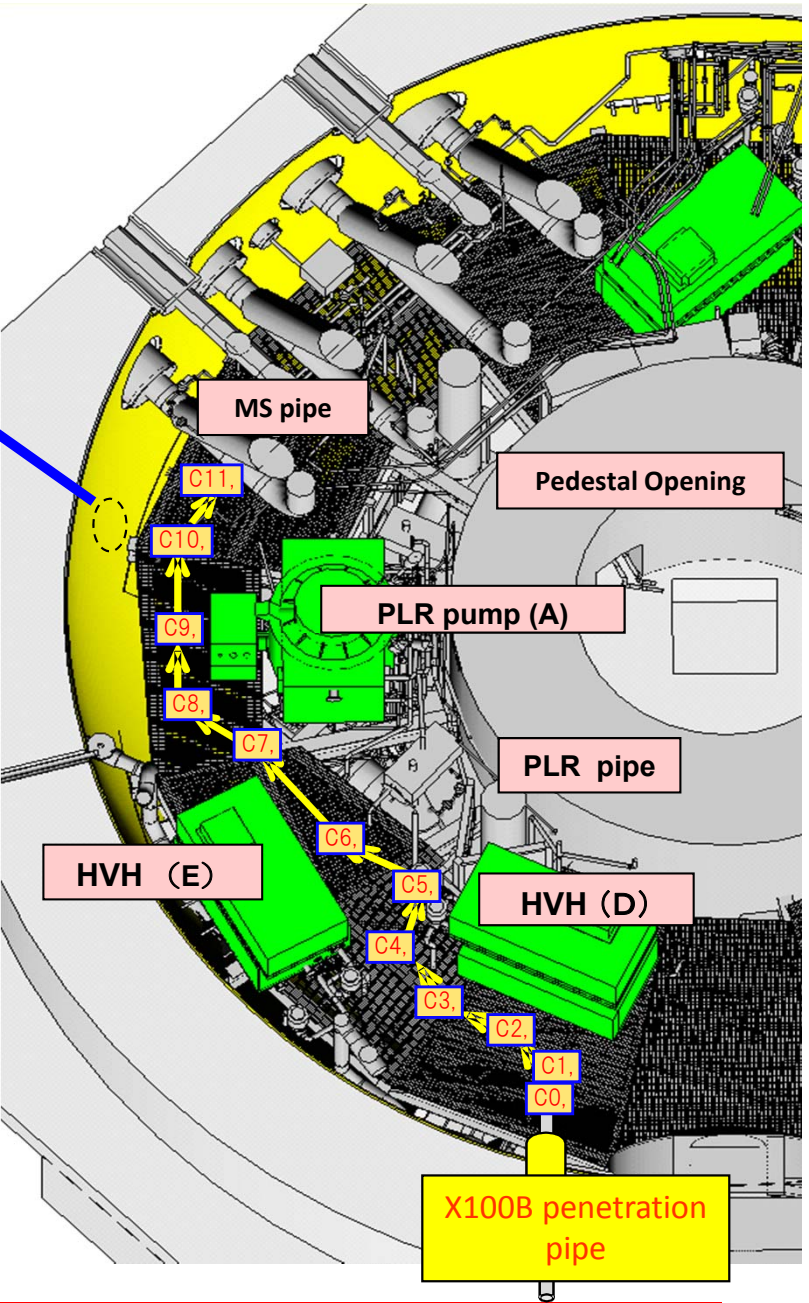 MS pipe
C11,
Pedestal Opening
C10,
PLR pump (A)
C9,
C8,
C7,
PLR pipe
C6,
HVH （E）
C5,
HVH（D）
C4,
C3,
C2,
C1,
C0,
X100B penetration
pipe